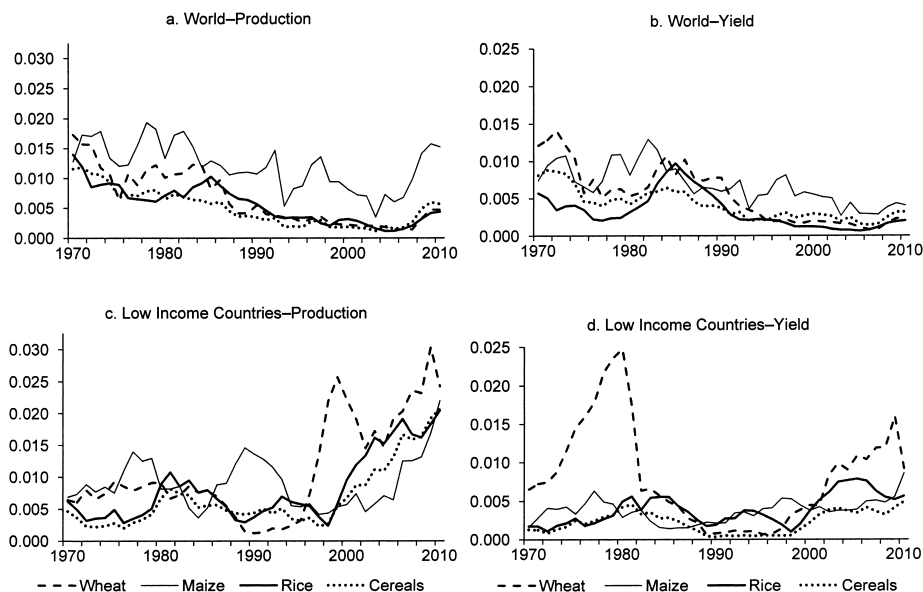 a. World–Production
0.030
0.025
0.020
0.015
0.010
0.005
0.000
1970 1980 1990 2000 2010
b. World–Yield
0.025
0.020
0.015
0.010
0.005
0.000
1970 1980 1990 2000 2010
c. Low Income Countries–Production
0.030
0.025
0.020
0.015
0.010
0.005
0.000
1970 1980 1990 2000 2010
Wheat Maize Rice Cereals
d. Low Income Countries–Yield
0.025
0.020
0.015
0.010
0.005
0.000
1970 1980 1990 2000 2010
Wheat Maize Rice Cereals